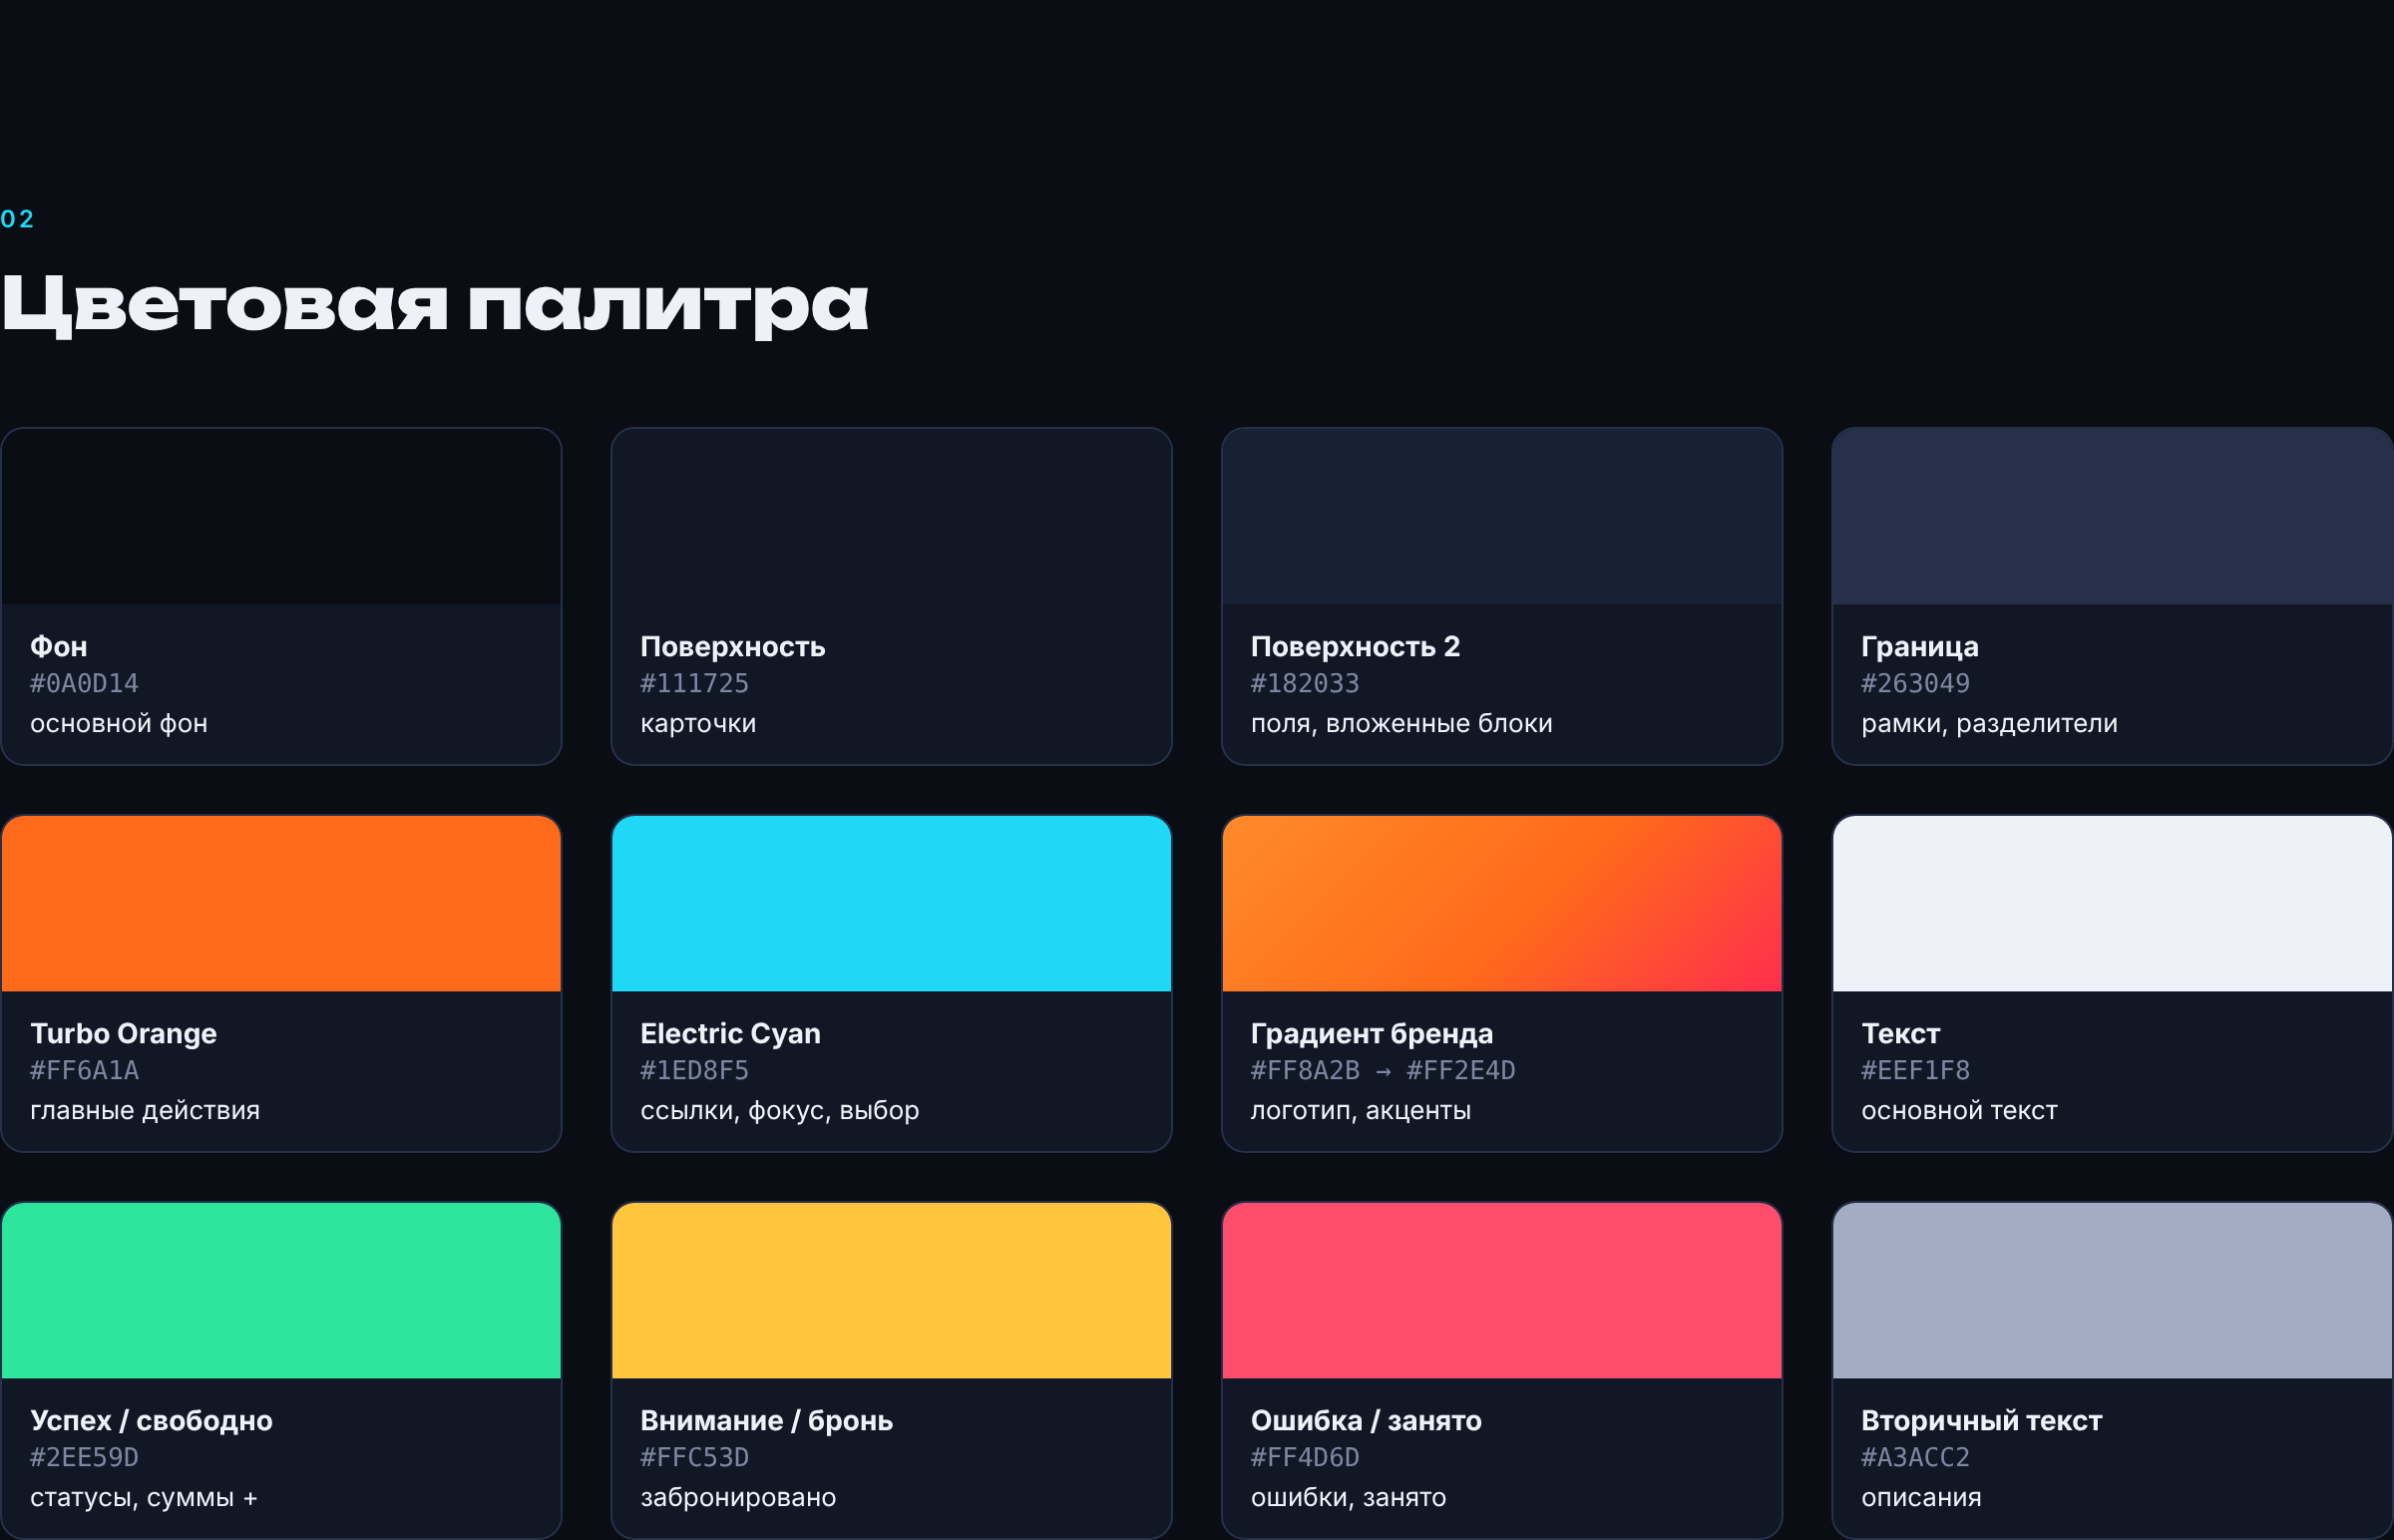 02
Цветовая палитра
Фон
#0A0D14
основной фон
Поверхность
#111725
карточки
Поверхность 2
#182033
поля, вложенные блоки
Граница
#263049
рамки, разделители
Turbo Orange
#FF6A1A
главные действия
Electric Cyan
#1ED8F5
ссылки, фокус, выбор
Градиент бренда
#FF8A2B → #FF2E4D
логотип, акценты
Текст
#EEF1F8
основной текст
Успех / свободно
#2EE59D
статусы, суммы +
Внимание / бронь
#FFC53D
забронировано
Ошибка / занято
#FF4D6D
ошибки, занято
Вторичный текст
#A3ACC2
описания